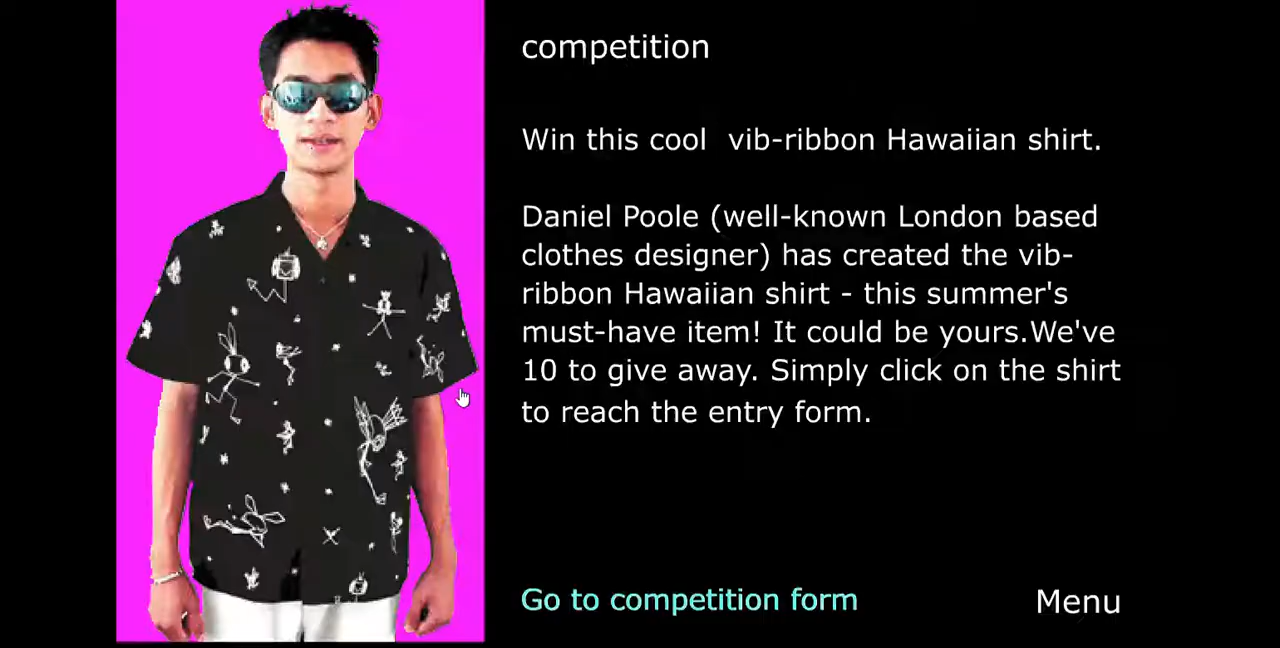 competition
Win this cool  vib-ribbon Hawaiian shirt.
Daniel Poole (well-known London based
clothes designer) has created the vib-
ribbon Hawaiian shirt - this summer's
must-have item! It could be yours.We've
10 to give away. Simply click on the shirt
to reach the entry form.
Go to competition form
Menu